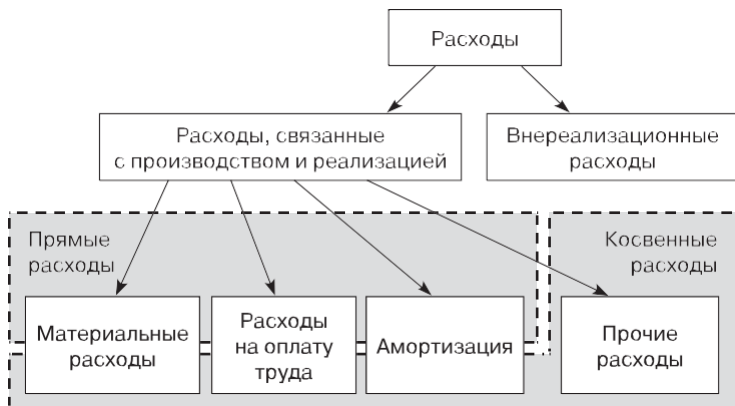 Расходы
Расходы, связанные
с производством и реализацией
Внереализационные
расходы
Прямые
расходы
Косвенные
расходы
Материальные
расходы
Расходы
на оплату
труда
Амортизация
Прочие
расходы